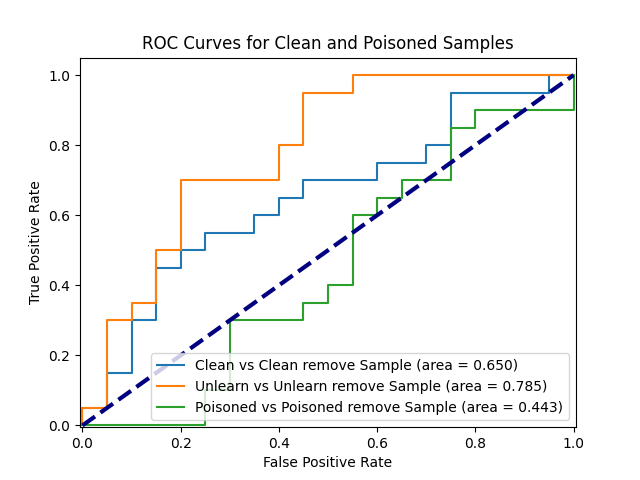 ROC Curves for Clean and Poisoned Samples
1.0
0.8
0.6
0.4
0.2
0.0
True Positive Rate
Clean vs Clean remove Sample (area = 0.650)
Unlearn vs Unlearn remove Sample (area = 0.785)
Poisoned vs Poisoned remove Sample (area = 0.443)
0.0 0.2 0.4 0.6 0.8 1.0
False Positive Rate